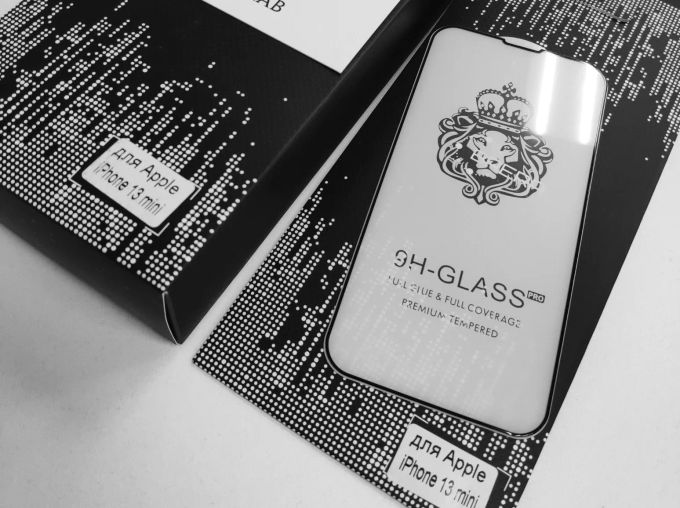 AB
для Apple
iPhone 13 mini
9H-GLASS PRO
FULL GLUE & FULL COVERAGE
PREMIUM TEMPERED
для Apple
iPhone 13 mini